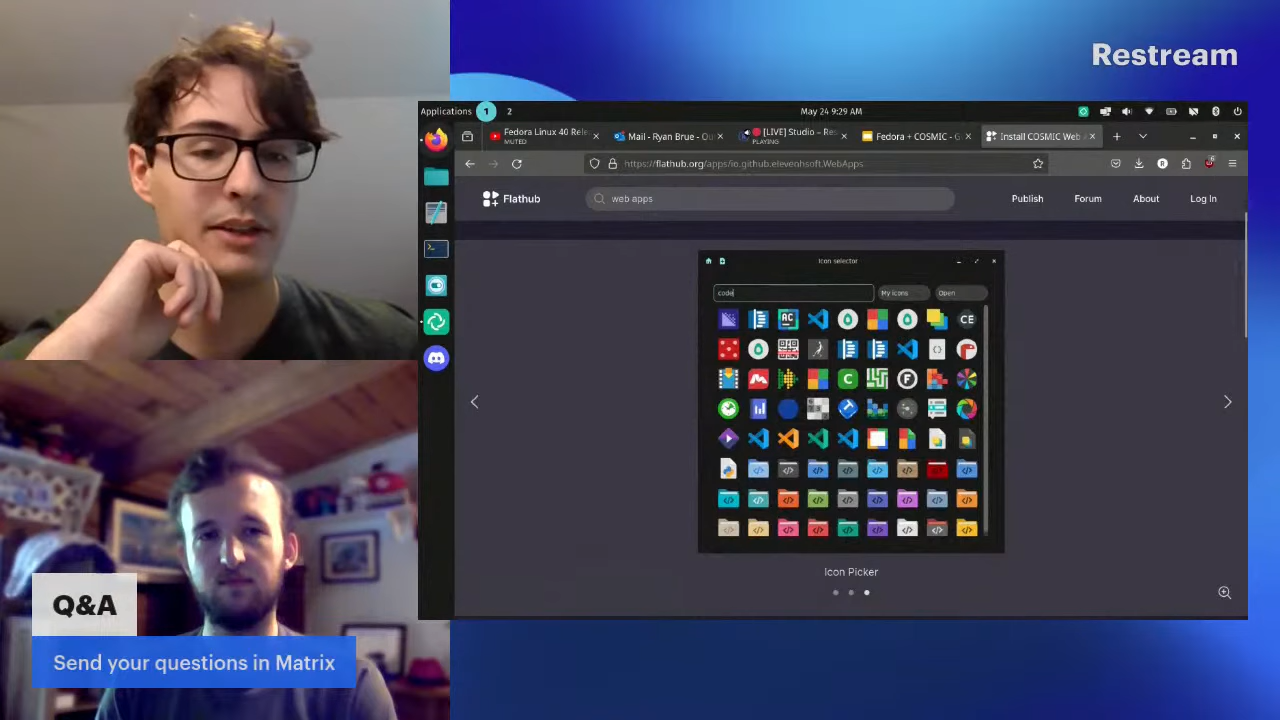 Restream
Applications 1 2
May 24 9:29 AM
Fedora Linux 40 Rele
MUTED
Mail - Ryan Brue - Ou
[LIVE] Studio – Res
PLAYING
Fedora + COSMIC - G
Install COSMIC Web A
https://flathub.org/apps/io.github.elevenhsoft.WebApps
Flathub
web apps
Publish
Forum
About
Log In
Icon selector
code
My icons
Open
Icon Picker
Q&A
Send your questions in Matrix